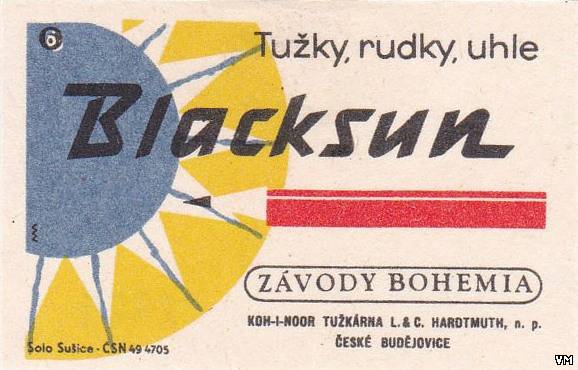 6
Tužky, rudky, uhle
Blacksun
ZÁVODY BOHEMIA
KOH-I-NOOR TUŽKÁRNA L. & C. HARDTMUTH, n. p.
ČESKÉ BUDĚJOVICE
Solo Sušice - ČSN 49 4705
VM